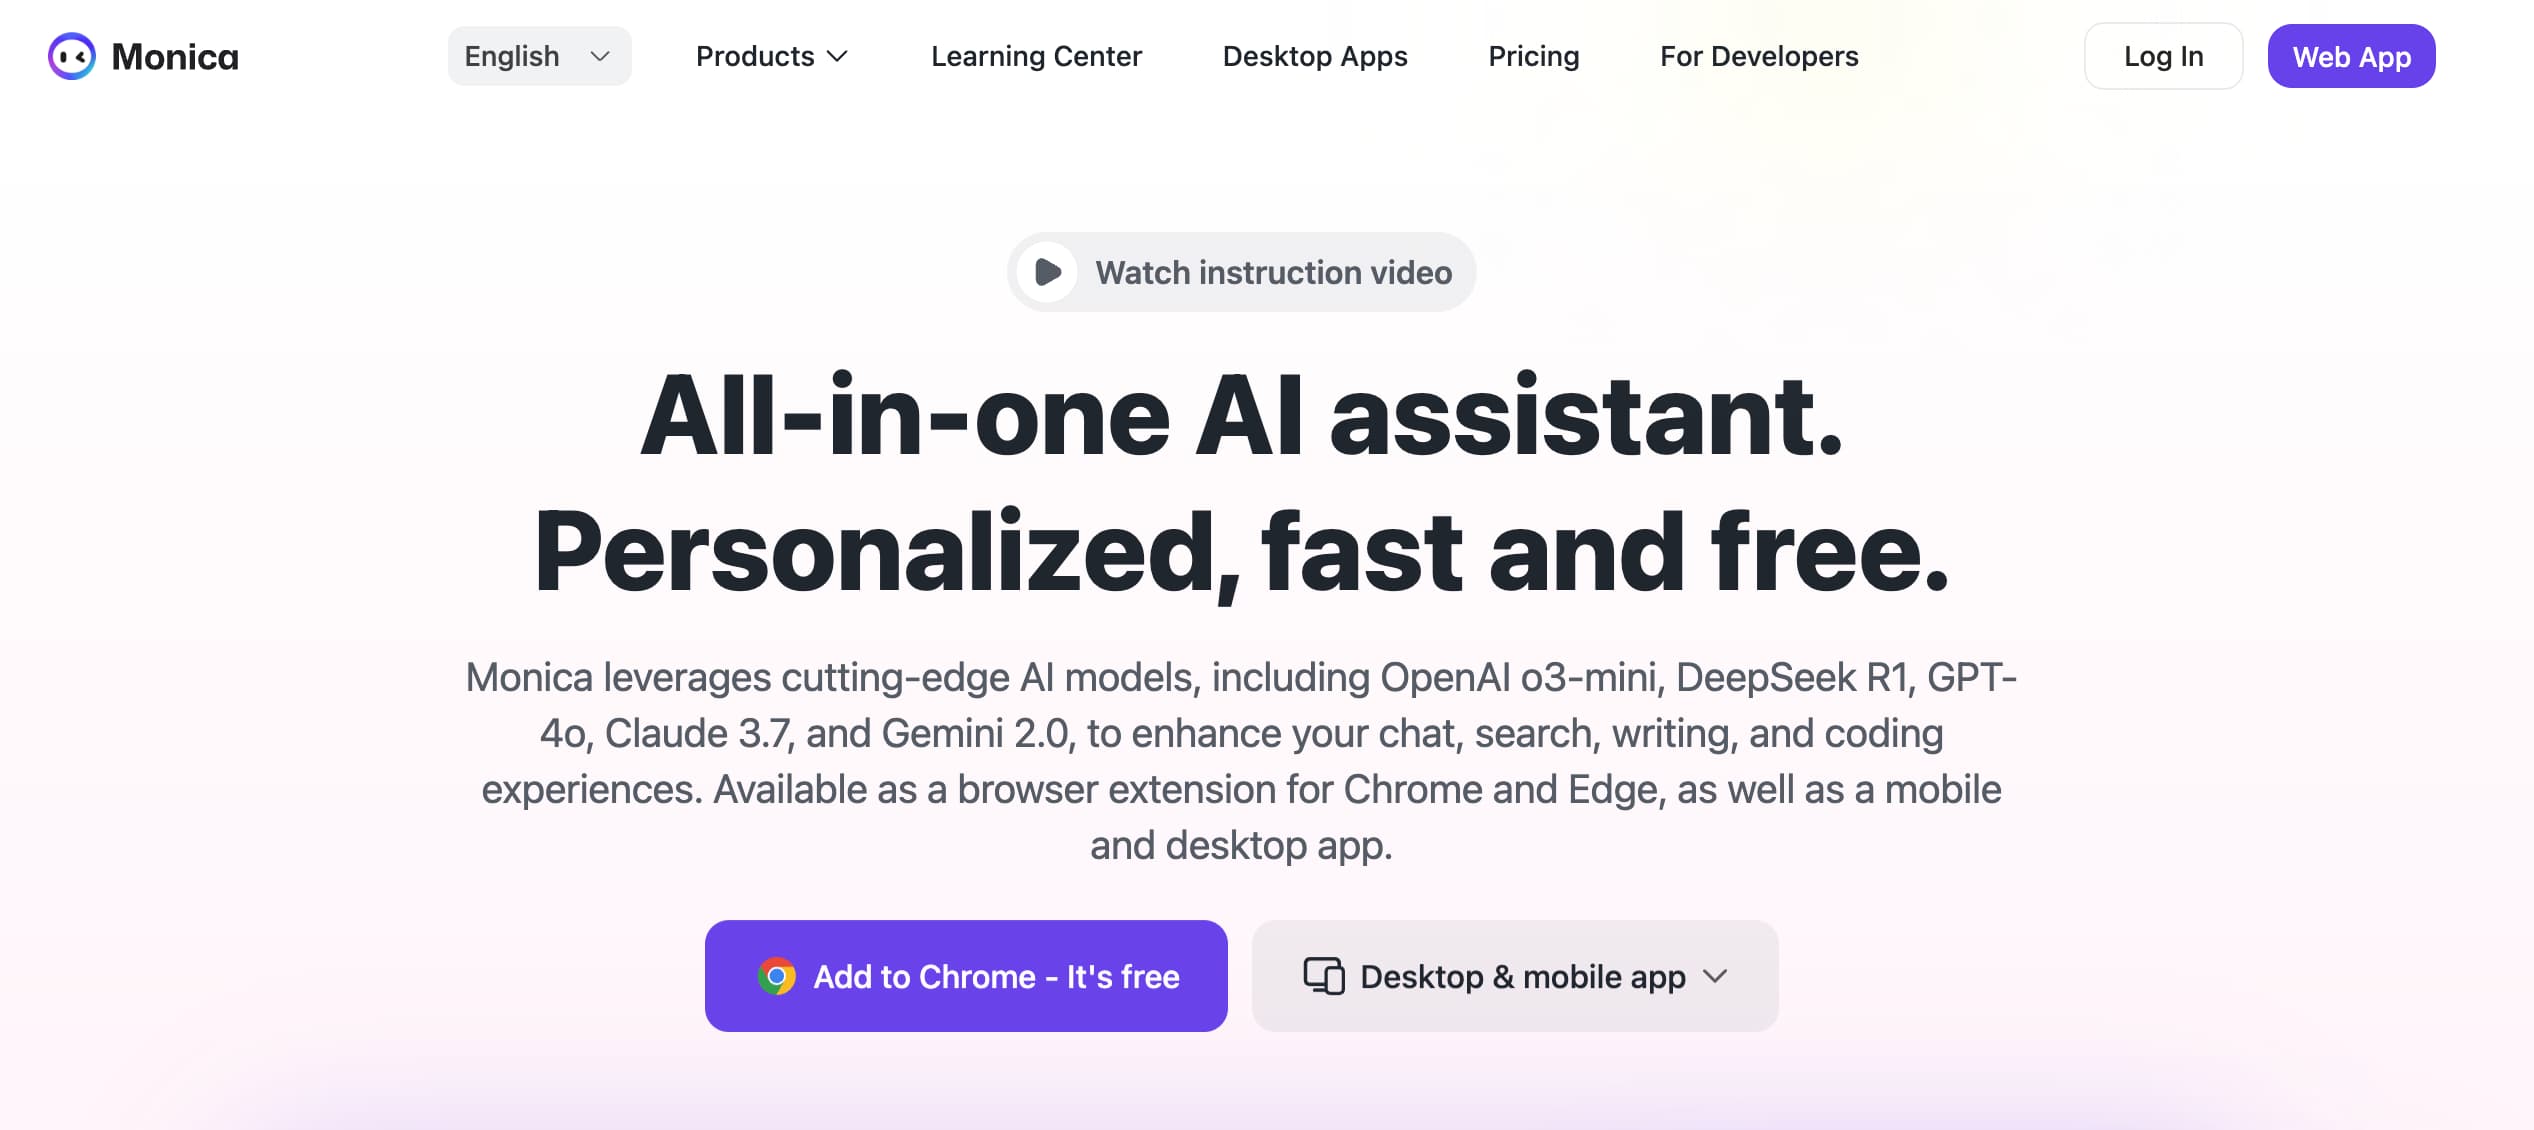 Monica
English
Products
Learning Center
Desktop Apps
Pricing
For Developers
Log In
Web App
Watch instruction video
All-in-one AI assistant.
Personalized, fast and free.
Monica leverages cutting-edge AI models, including OpenAI o3-mini, DeepSeek R1, GPT-
4o, Claude 3.7, and Gemini 2.0, to enhance your chat, search, writing, and coding
experiences. Available as a browser extension for Chrome and Edge, as well as a mobile
and desktop app.
Add to Chrome - It's free
Desktop & mobile app